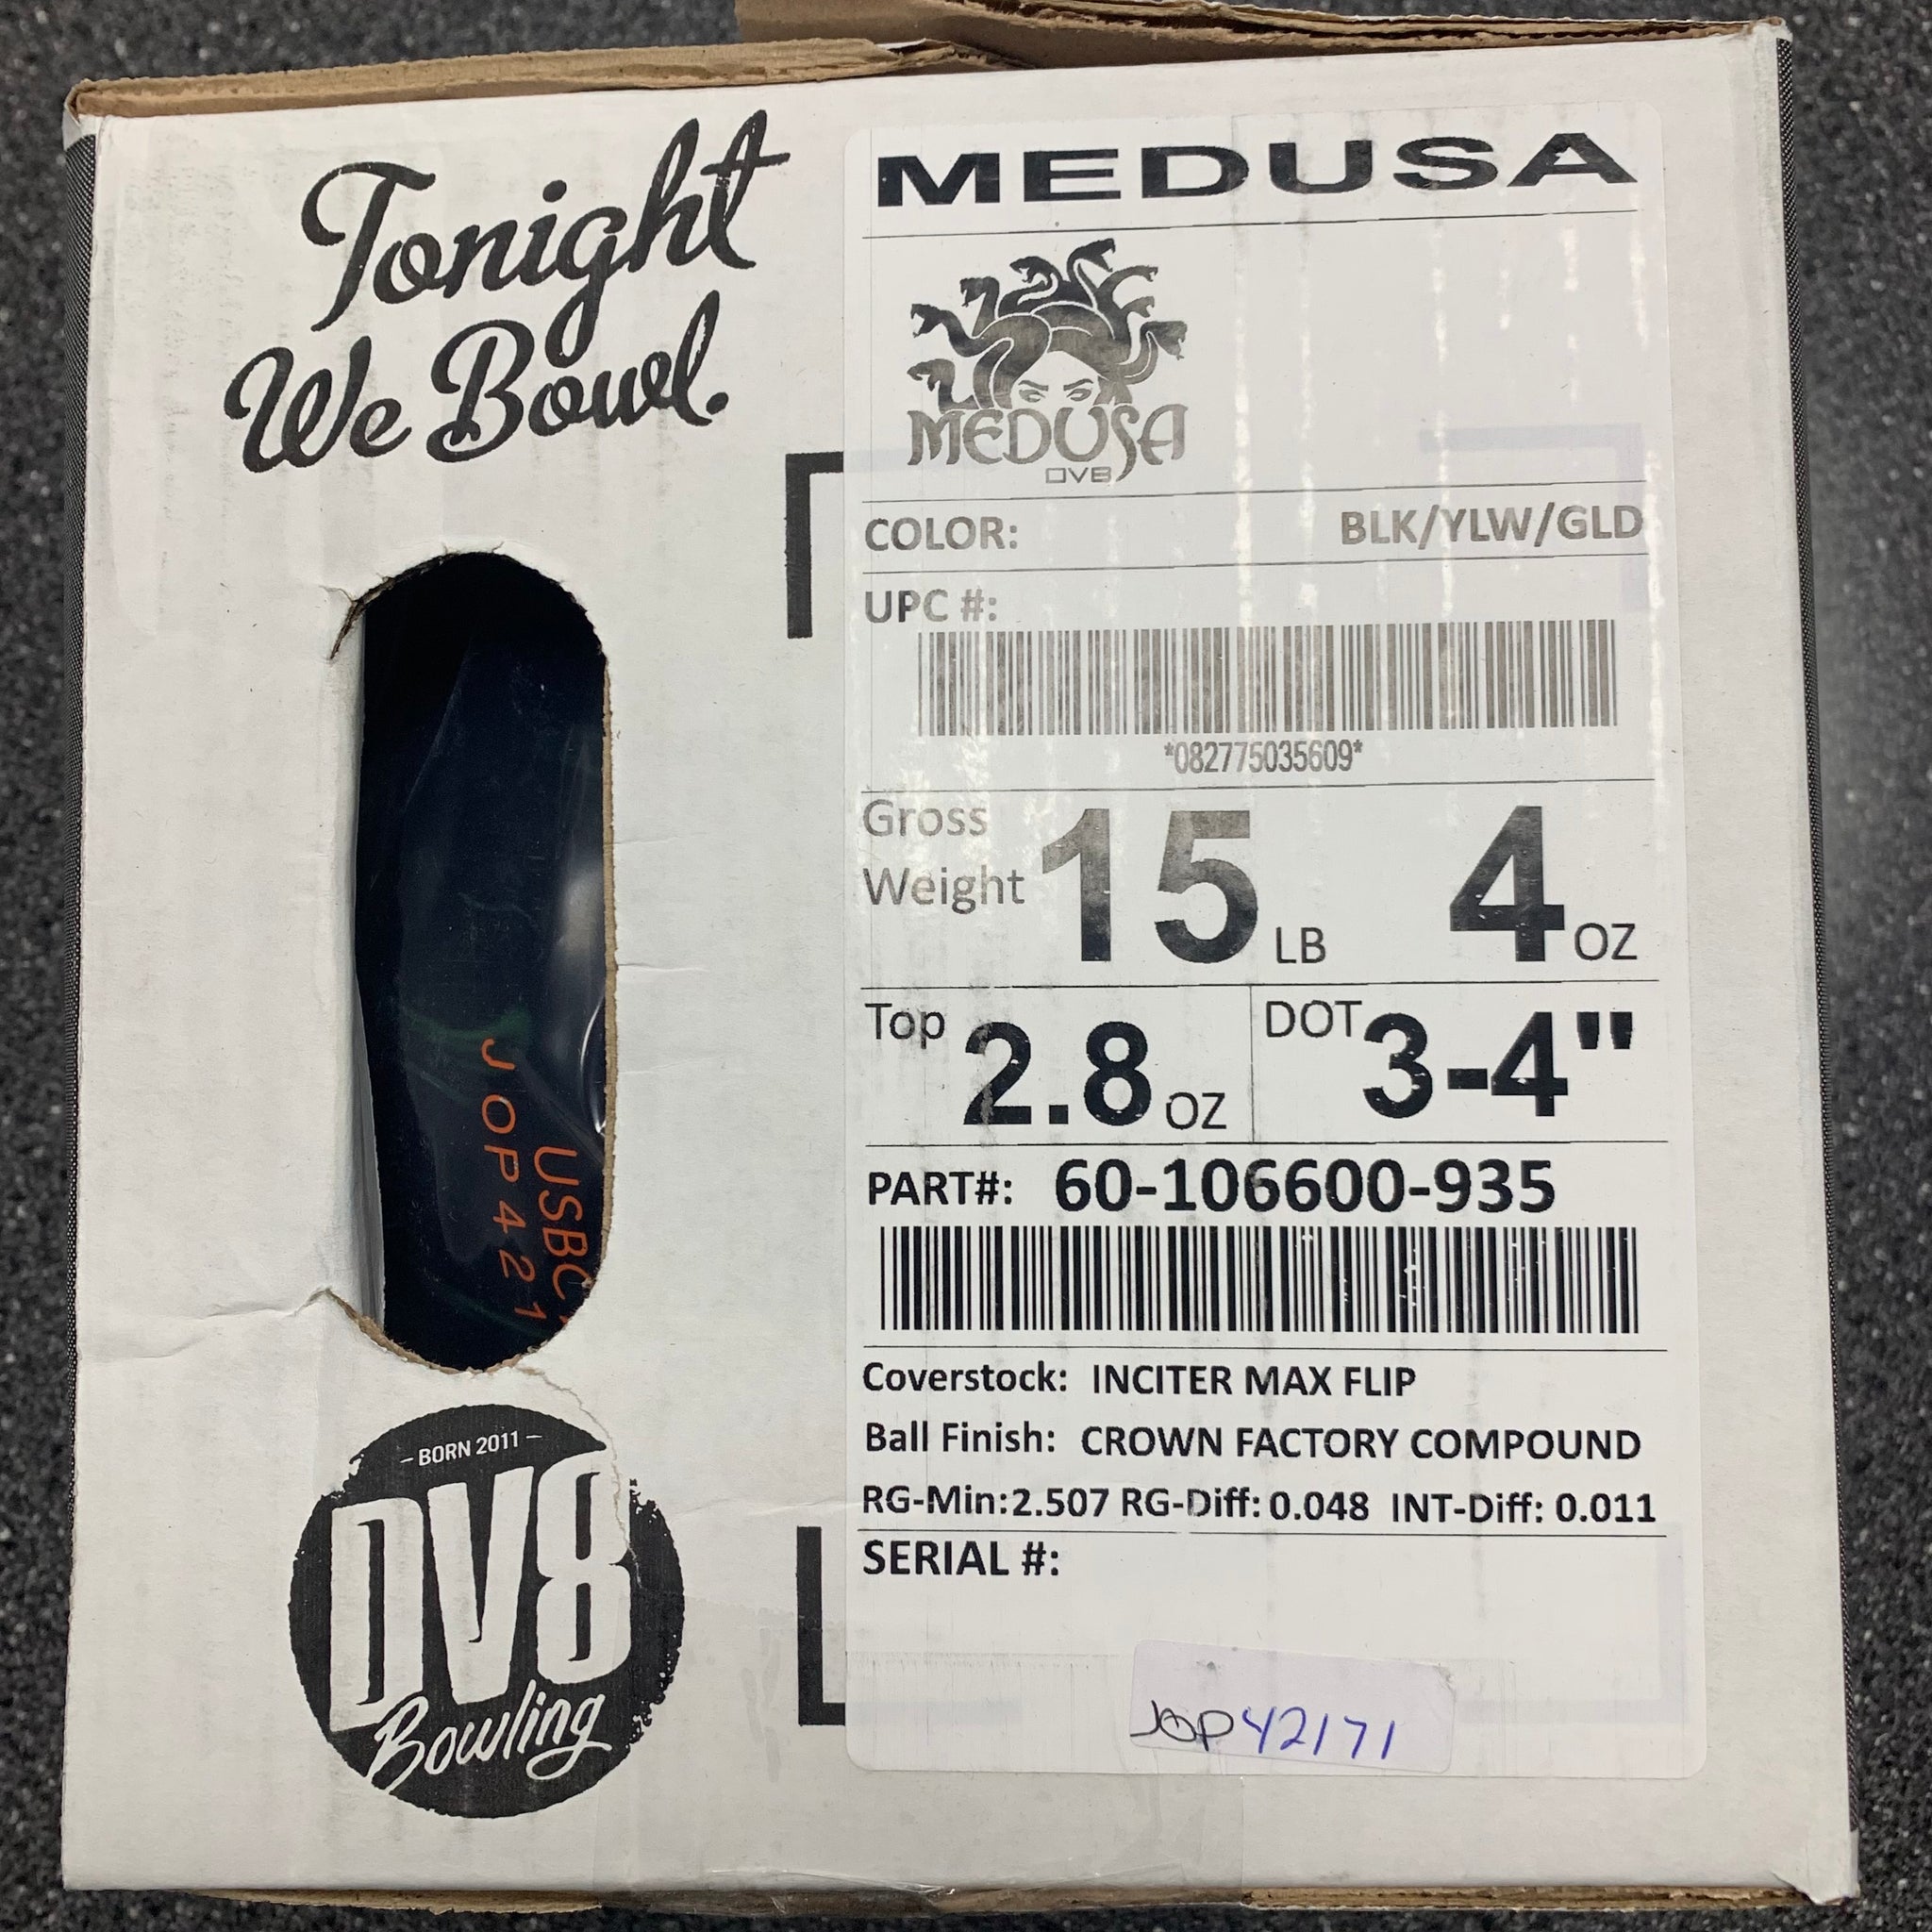 Tonight
We Bowl.
MEDUSA
MEDUSA
DV8
COLOR: BLK/YLW/GLD
UPC #:
*082775035609*
Gross
Weight 15 LB 4 OZ
Top 2.8 OZ DOT 3-4"
PART#: 60-106600-935
Coverstock: INCITER MAX FLIP
Ball Finish: CROWN FACTORY COMPOUND
RG-Min:2.507 RG-Diff: 0.048 INT-Diff: 0.011
SERIAL #:
JOP42171
USBC
JOP421
- BORN 2011 -
DV8
Bowling